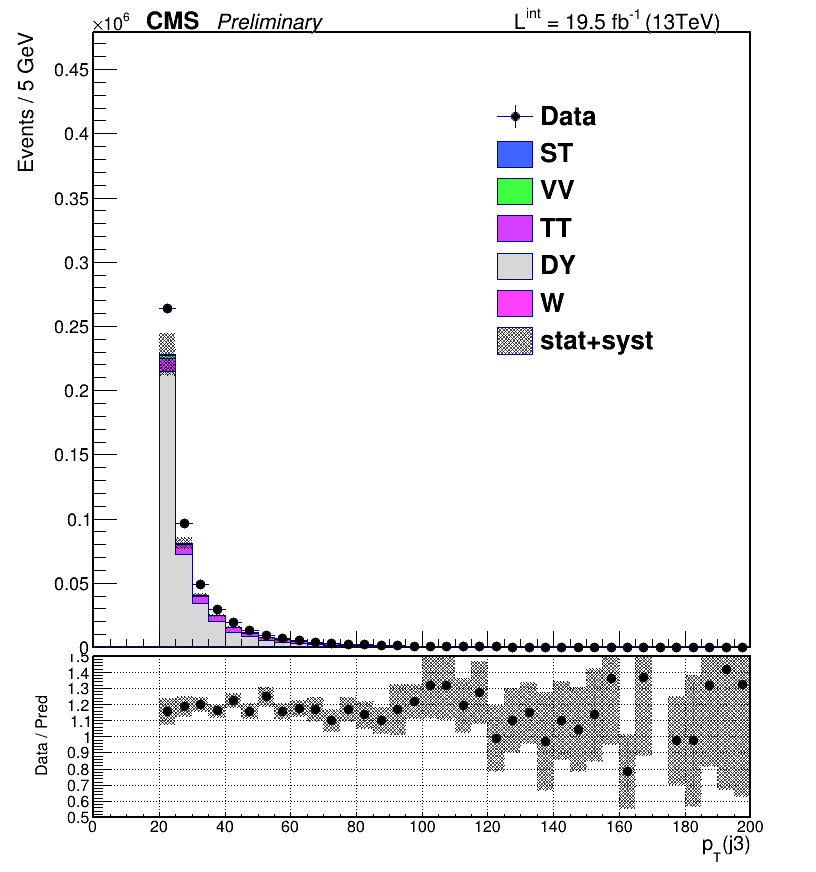 ×10⁶ CMS Preliminary L^int = 19.5 fb⁻¹ (13TeV)
Events / 5 GeV
0.45
0.4
0.35
0.3
0.25
0.2
0.15
0.1
0.05
0
Data
ST
VV
TT
DY
W
stat+syst
Data / Pred
1.5
1.4
1.3
1.2
1.1
1
0.9
0.8
0.7
0.6
0.5
0 20 40 60 80 100 120 140 160 180 200
p_T(j3)